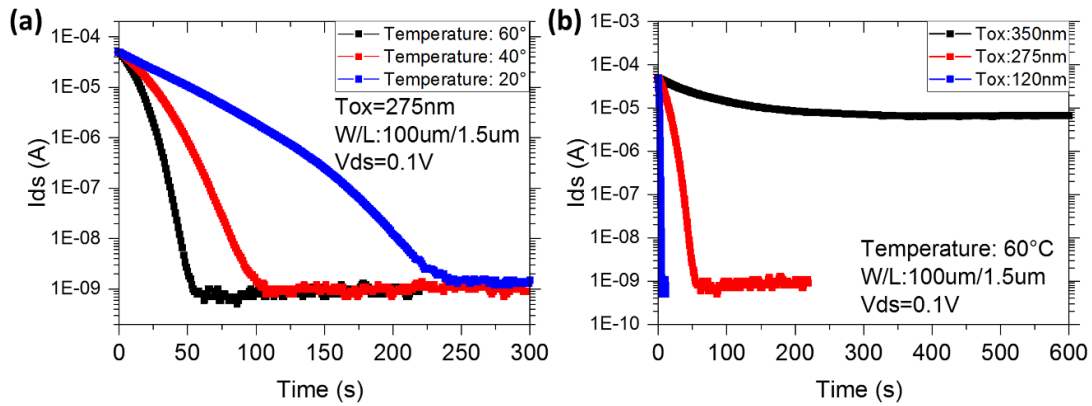 (a)
1E-04
1E-05
1E-06
1E-07
1E-08
1E-09
Ids (A)
0 50 100 150 200 250 300
Time (s)
Temperature: 60°
Temperature: 40°
Temperature: 20°
Tox=275nm
W/L:100um/1.5um
Vds=0.1V
(b)
1E-03
1E-04
1E-05
1E-06
1E-07
1E-08
1E-09
1E-10
Ids (A)
0 100 200 300 400 500 600
Time (s)
Tox:350nm
Tox:275nm
Tox:120nm
Temperature: 60°C
W/L:100um/1.5um
Vds=0.1V